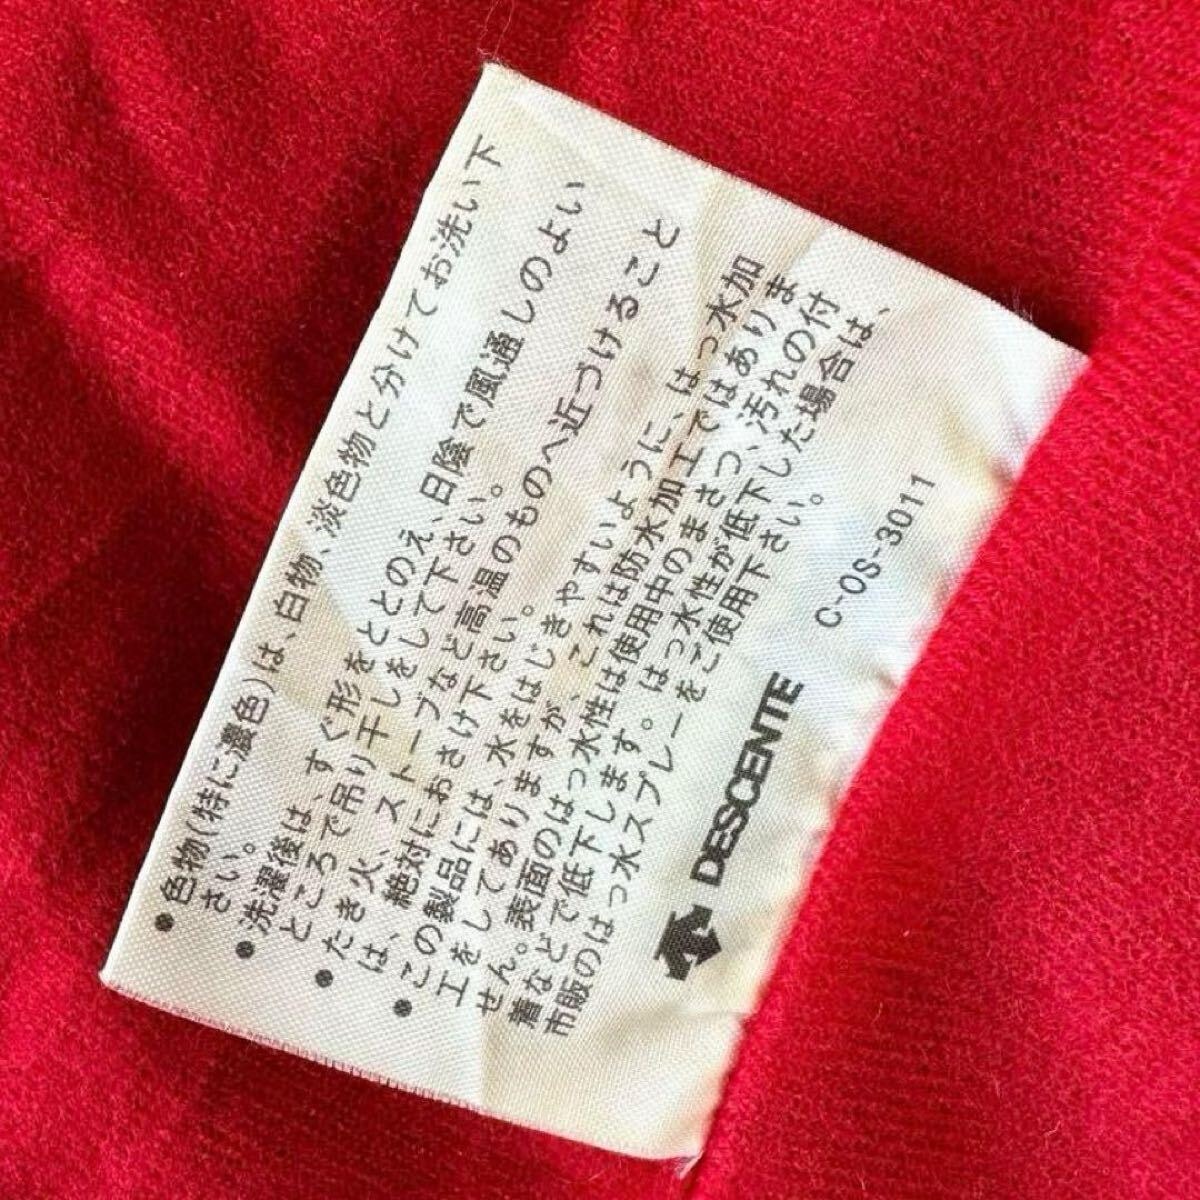 ●色物(特に濃色)は、白物、淡色物と分けてお洗い下
さい。
●洗濯後は、すぐ形をととのえ、日陰で風通しのよい
ところで吊り干しをして下さい。
●たき火、ストーブなど高温のものへ近づけること
は、絶対におさけ下さい。
●この製品には、水をはじきやすいように、はっ水加
工をしてありますが、これは防水加工ではありま
せん。表面のはっ水性は使用中のまさつ、汚れの付
着などで低下します。はっ水性が低下した場合は、
市販のはっ水スプレーをご使用下さい。
DESCENTE
C-OS-3011